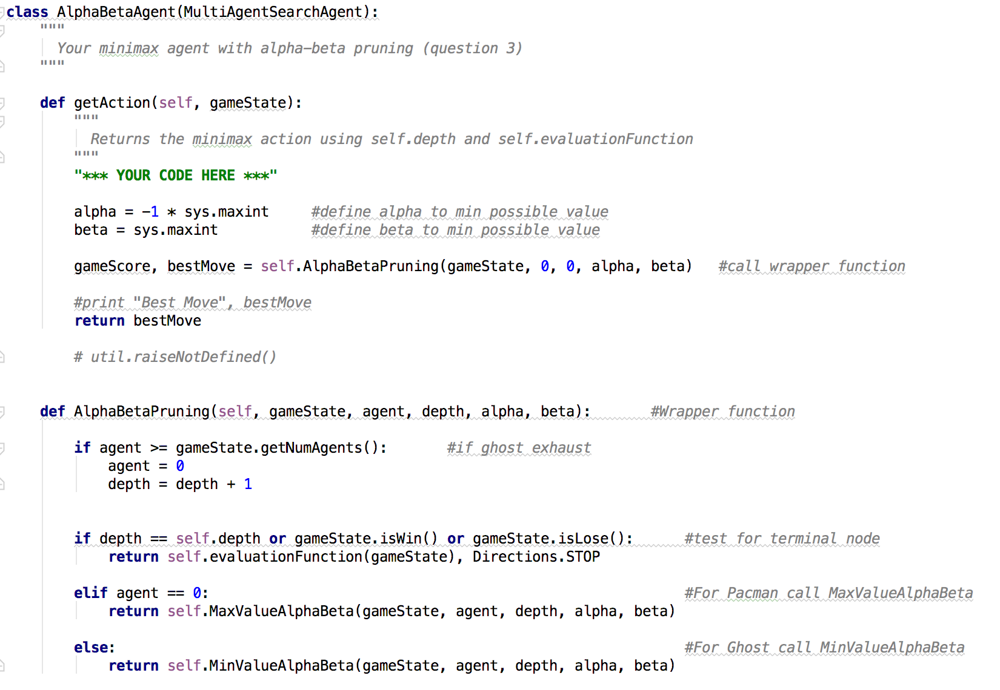 class AlphaBetaAgent(MultiAgentSearchAgent):
"""
Your minimax agent with alpha-beta pruning (question 3)
"""
def getAction(self, gameState):
"""
Returns the minimax action using self.depth and self.evaluationFunction
"""
"*** YOUR CODE HERE ***"
alpha = -1 * sys.maxint     #define alpha to min possible value
beta = sys.maxint           #define beta to min possible value
gameScore, bestMove = self.AlphaBetaPruning(gameState, 0, 0, alpha, beta)   #call wrapper function
#print "Best Move", bestMove
return bestMove
# util.raiseNotDefined()
def AlphaBetaPruning(self, gameState, agent, depth, alpha, beta):       #Wrapper function
if agent >= gameState.getNumAgents():       #if ghost exhaust
agent = 0
depth = depth + 1
if depth == self.depth or gameState.isWin() or gameState.isLose():      #test for terminal node
return self.evaluationFunction(gameState), Directions.STOP
elif agent == 0:                                                        #For Pacman call MaxValueAlphaBeta
return self.MaxValueAlphaBeta(gameState, agent, depth, alpha, beta)
else:                                                                   #For Ghost call MinValueAlphaBeta
return self.MinValueAlphaBeta(gameState, agent, depth, alpha, beta)